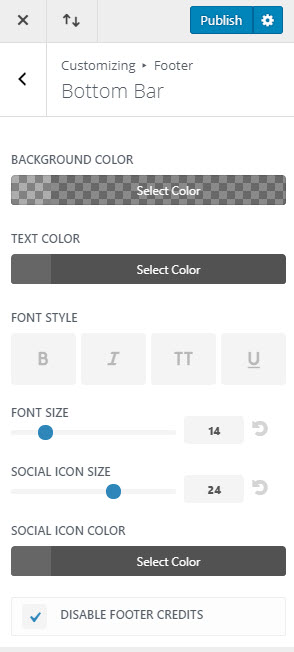 Publish
Customizing ▸ Footer
Bottom Bar
BACKGROUND COLOR
Select Color
TEXT COLOR
Select Color
FONT STYLE
B I TT U
FONT SIZE
14
SOCIAL ICON SIZE
24
SOCIAL ICON COLOR
Select Color
DISABLE FOOTER CREDITS